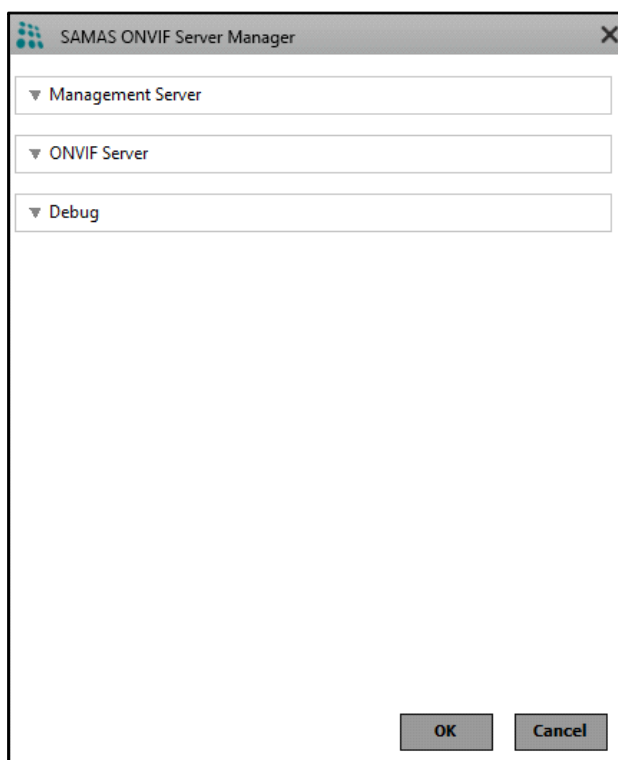 SAMAS ONVIF Server Manager
Management Server
ONVIF Server
Debug
OK Cancel